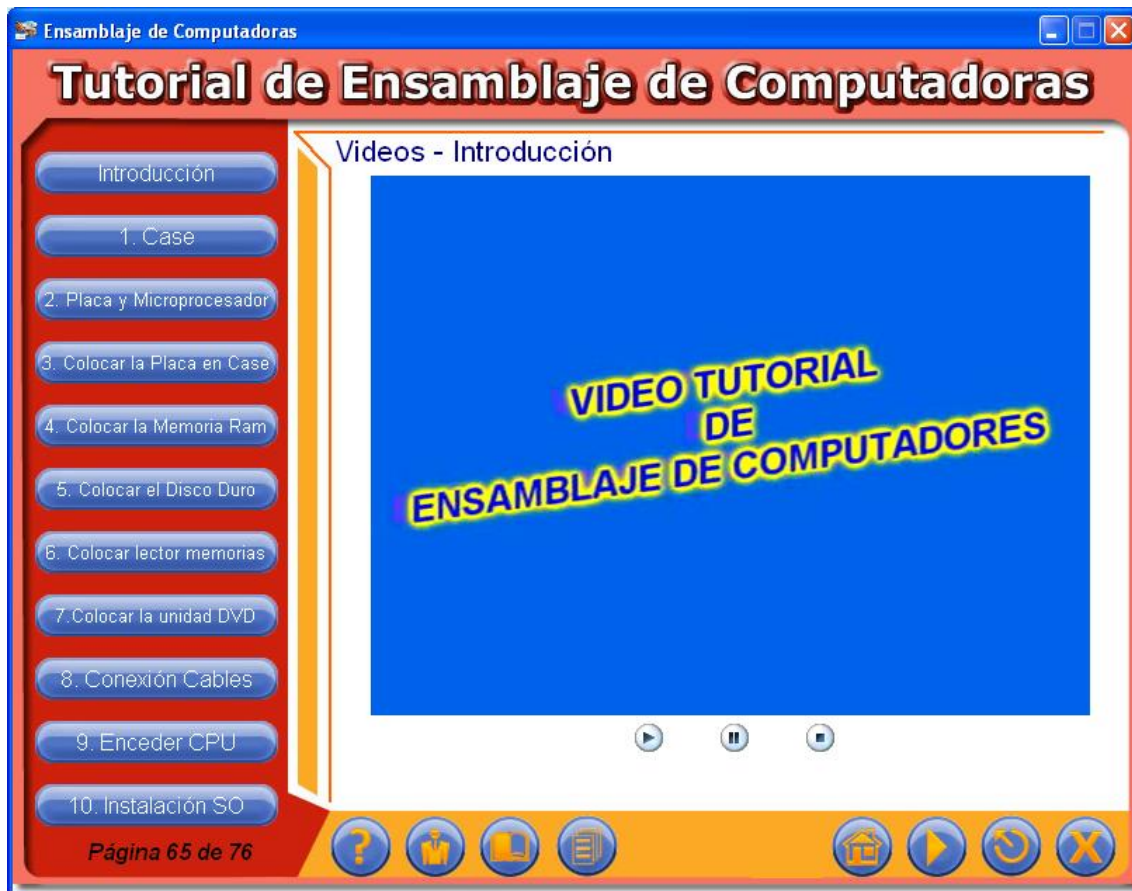 Ensamblaje de Computadoras
Tutorial de Ensamblaje de Computadoras
Introducción
1. Case
2. Placa y Microprocesador
3. Colocar la Placa en Case
4. Colocar la Memoria Ram
5. Colocar el Disco Duro
6. Colocar lector memorias
7.Colocar la unidad DVD
8. Conexión Cables
9. Enceder CPU
10. Instalación SO
Página 65 de 76
Videos - Introducción
VIDEO TUTORIAL
DE
ENSAMBLAJE DE COMPUTADORES